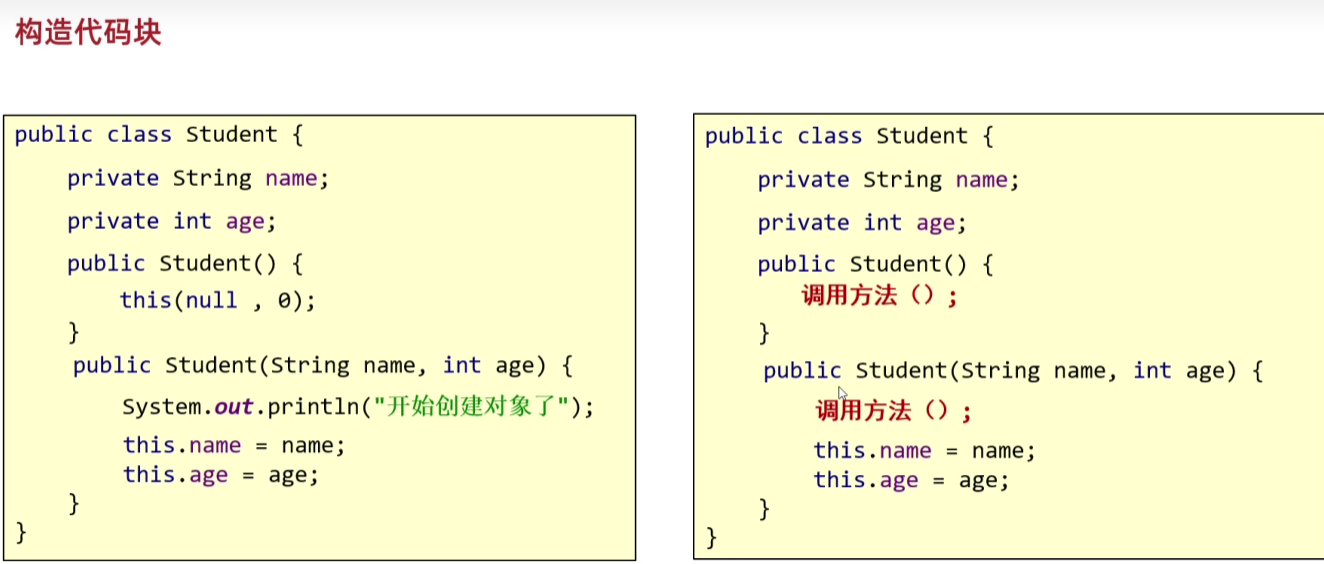 构造代码块
public class Student {
private String name;
private int age;
public Student() {
this(null , 0);
}
public Student(String name, int age) {
System.out.println("开始创建对象了");
this.name = name;
this.age = age;
}
}
public class Student {
private String name;
private int age;
public Student() {
调用方法（）;
}
public Student(String name, int age) {
调用方法（）;
this.name = name;
this.age = age;
}
}